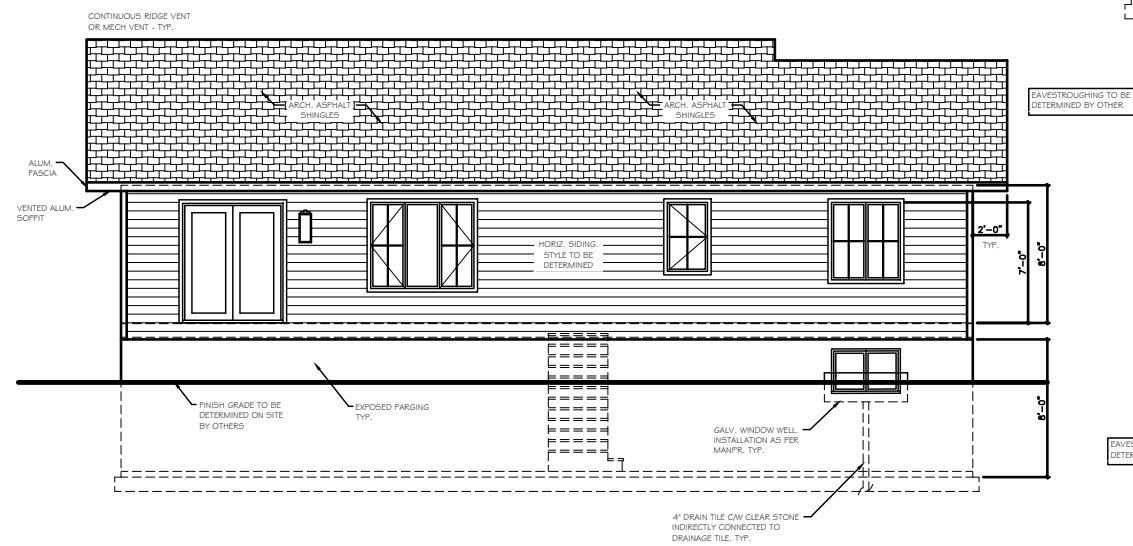 CONTINUOUS RIDGE VENT
OR MECH VENT - TYP.
ARCH. ASPHALT
SHINGLES
ARCH. ASPHALT
SHINGLES
EAVESTROUGHING TO BE
DETERMINED BY OTHER
ALUM.
FASCIA
VENTED ALUM.
SOFFIT
HORIZ. SIDING.
STYLE TO BE
DETERMINED
2'-0"
TYP.
7'-0"
8'-0"
FINISH GRADE TO BE
DETERMINED ON SITE
BY OTHERS
EXPOSED PARGING
TYP.
GALV. WINDOW WELL.
INSTALLATION AS PER
MANFR, TYP.
8'-0"
EAVES
DETER
4" DRAIN TILE C/W CLEAR STONE
INDIRECTLY CONNECTED TO
DRAINAGE TILE. TYP.